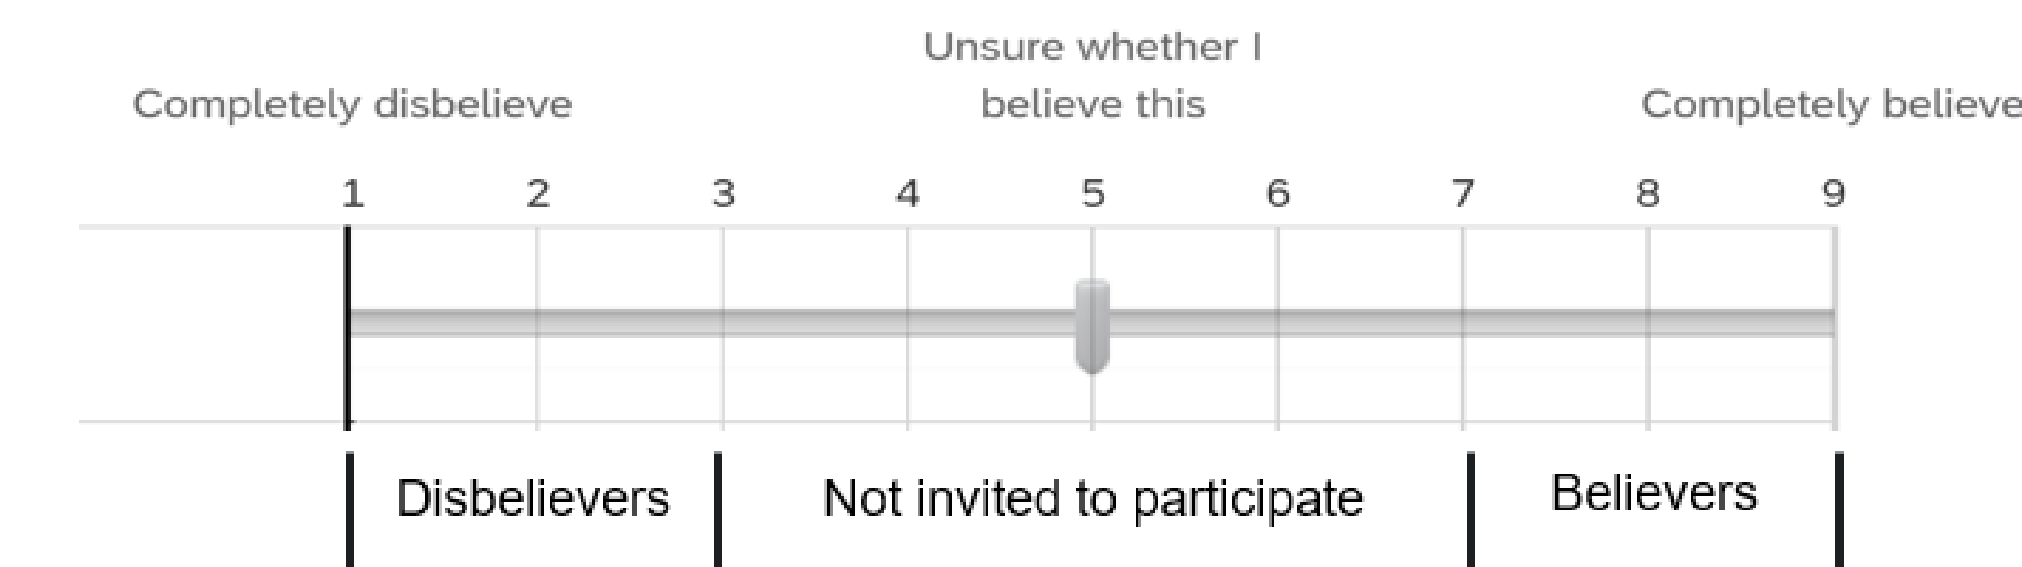 Unsure whether I
Completely disbelieve believe this Completely believe
1 2 3 4 5 6 7 8 9
Disbelievers Not invited to participate Believers